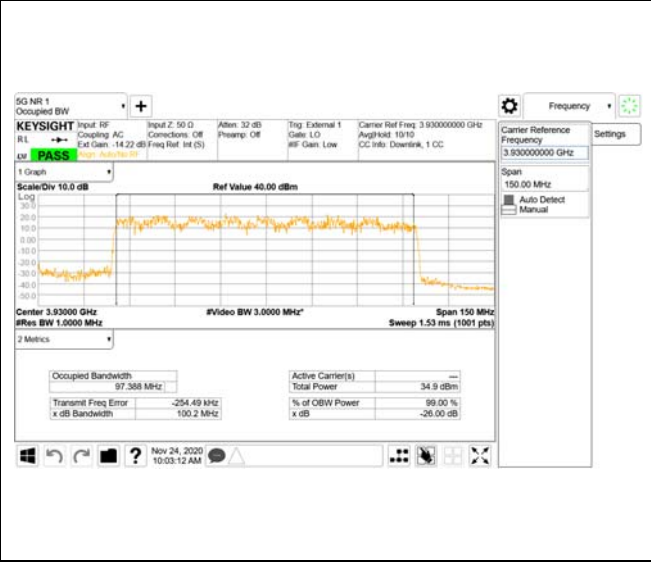 5G NR 1
Occupied BW
Frequency
KEYSIGHT
RL
PASS
Input: RF
Coupling: AC
Ext Gain: -14.22 dB
Align: Auto/No RF
Input Z: 50 Ω
Corrections: Off
Freq Ref: Int (S)
Atten: 32 dB
Preamp: Off
Trig: External 1
Gate: LO
#IF Gain: Low
Carrier Ref Freq: 3.930000000 GHz
Avg|Hold: 10/10
CC Info: Downlink, 1 CC
Carrier Reference
Frequency
3.930000000 GHz
Settings
Span
150.00 MHz
Auto Detect
Manual
1 Graph
Scale/Div 10.0 dB
Ref Value 40.00 dBm
Log
30.0
20.0
10.0
0.00
-10.0
-20.0
-30.0
-40.0
-50.0
Center 3.93000 GHz
#Video BW 3.0000 MHz*
Span 150 MHz
#Res BW 1.0000 MHz
Sweep 1.53 ms (1001 pts)
2 Metrics
Occupied Bandwidth
97.388 MHz
Transmit Freq Error -254.49 kHz
x dB Bandwidth 100.2 MHz
Active Carrier(s) —
Total Power 34.9 dBm
% of OBW Power 99.00 %
x dB -26.00 dB
Nov 24, 2020
10:03:12 AM